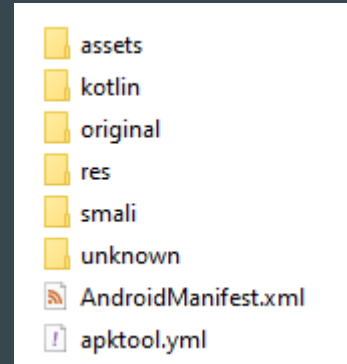 assets
kotlin
original
res
smali
unknown
AndroidManifest.xml
apktool.yml